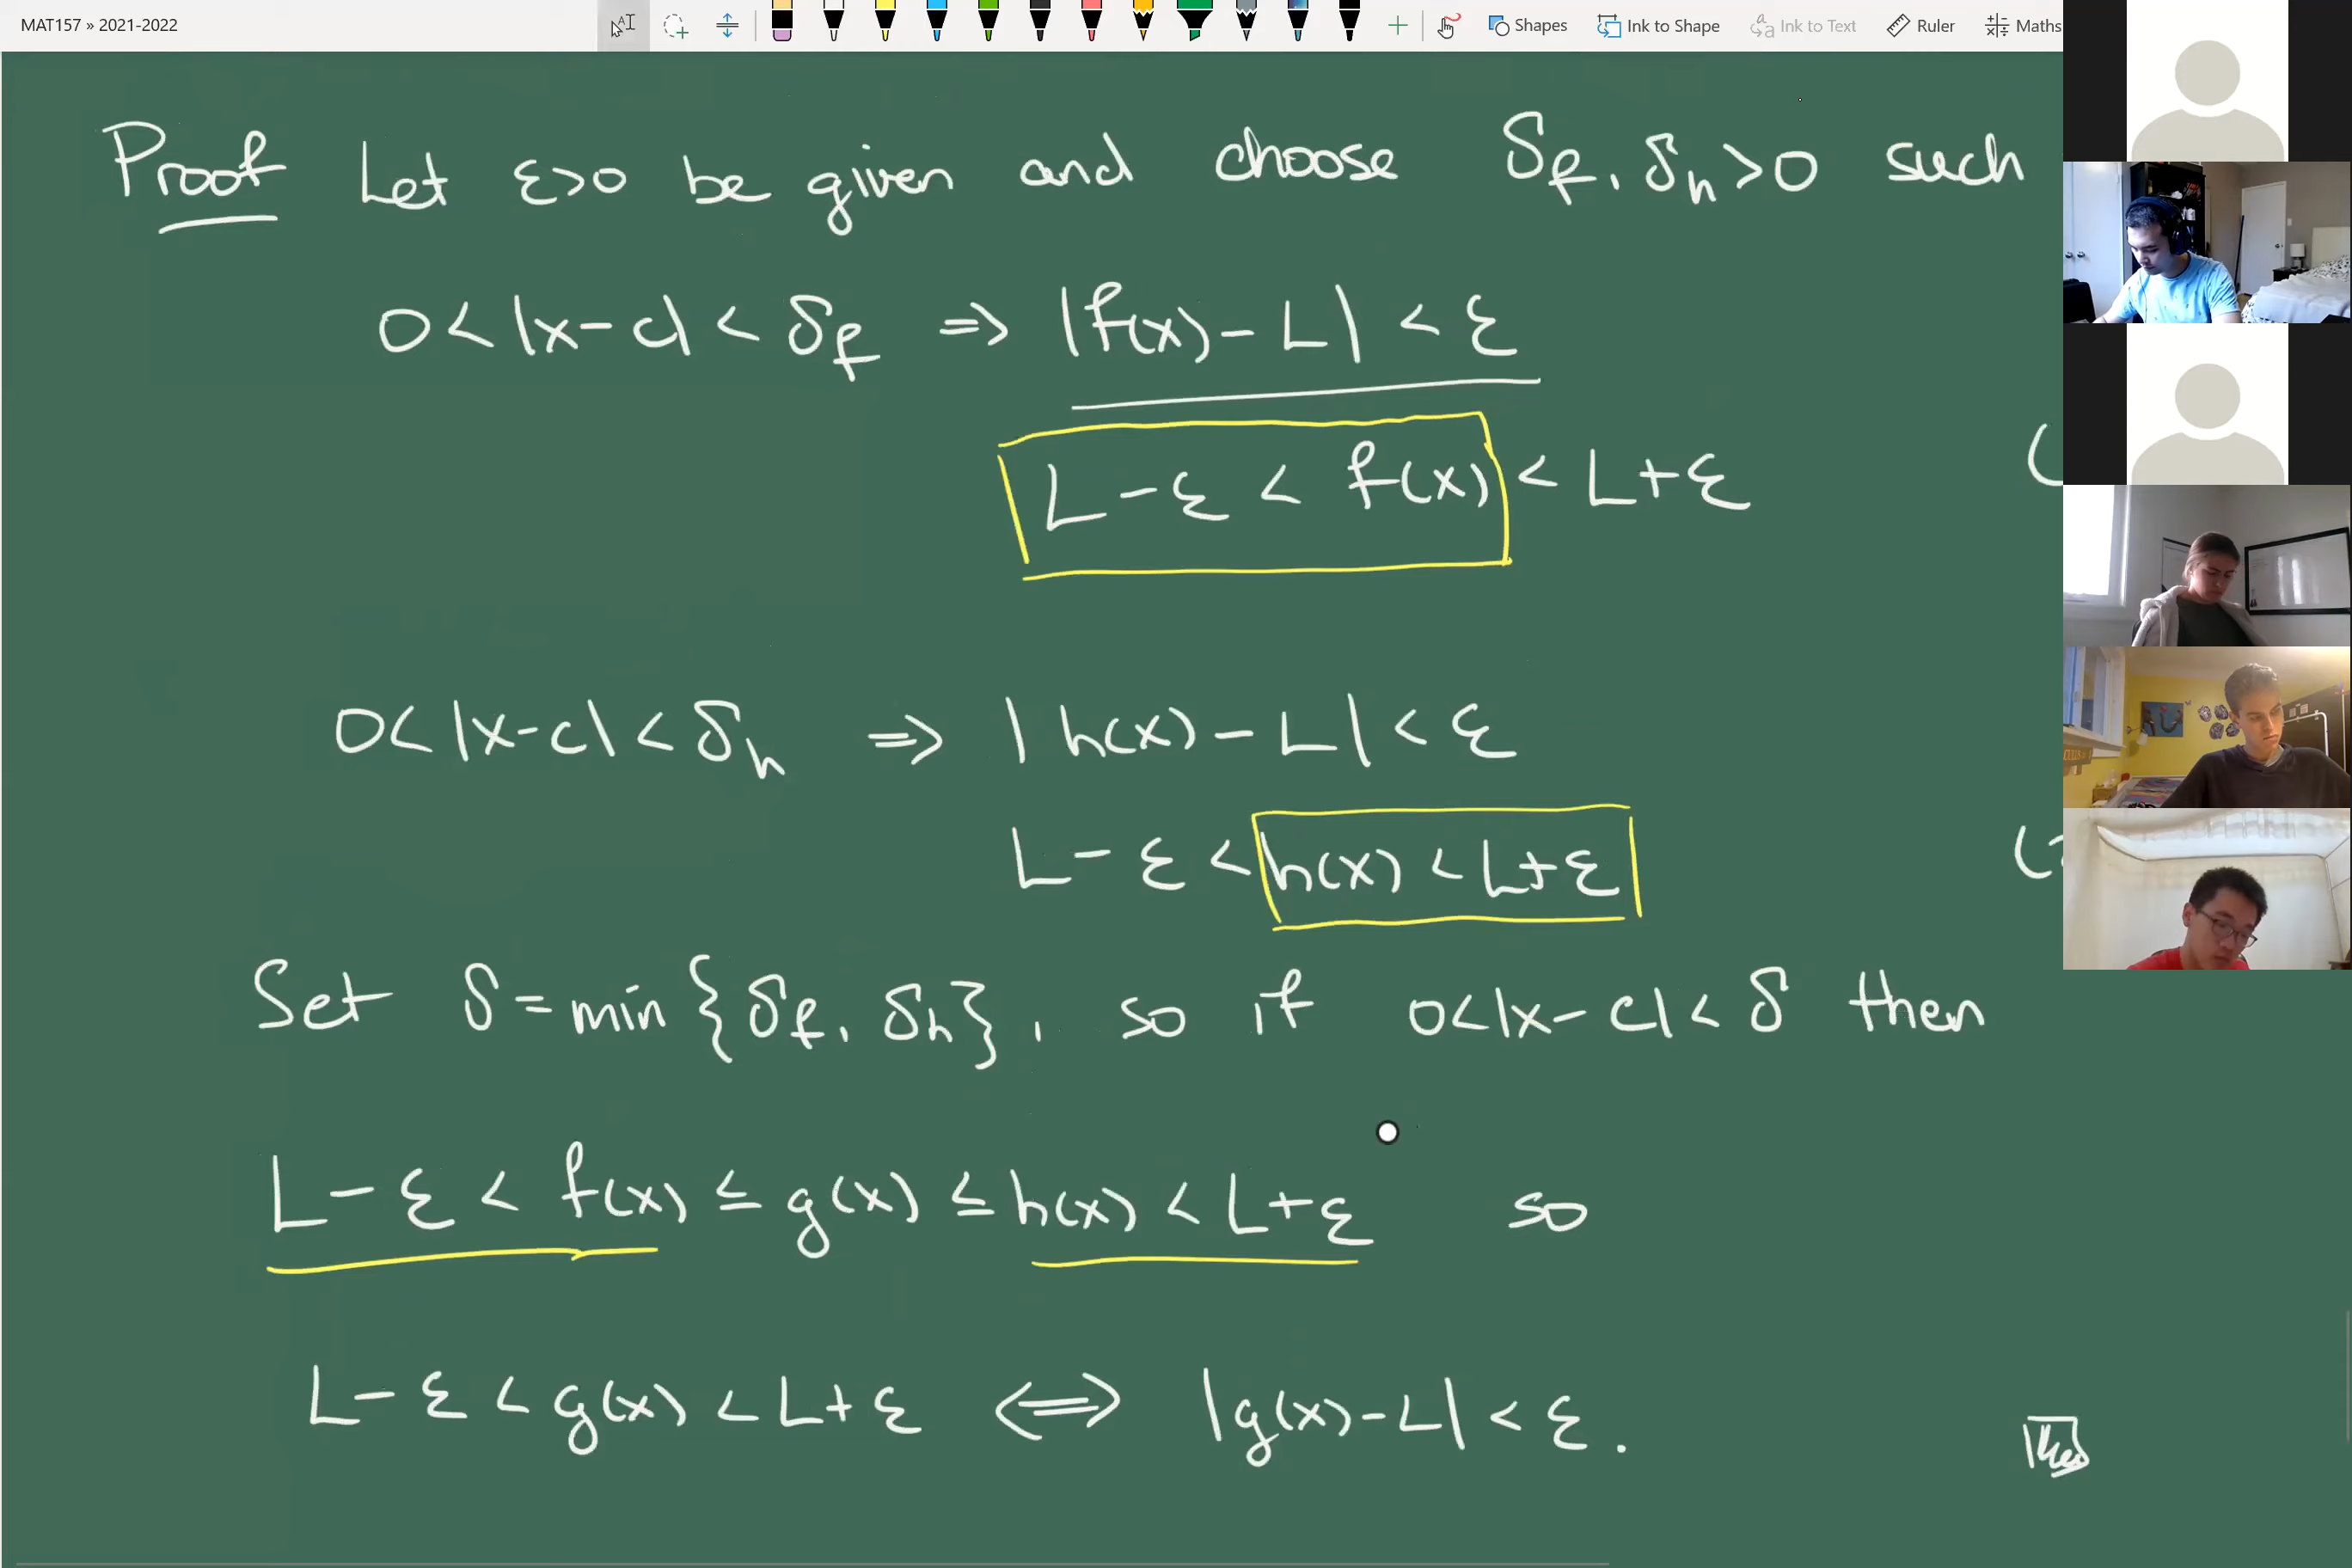 MAT157 » 2021-2022
Shapes Ink to Shape Ink to Text Ruler Maths
Proof Let ε>0 be given and choose δf, δh >0 such
0<|x-c|<δf ⇒ |f(x)-L|<ε
L-ε < f(x) < L+ε (
0<|x-c|<δh ⇒ |h(x)-L|<ε
L-ε < h(x) < L+ε (
Set δ=min{δf, δh}, so if 0<|x-c|<δ then
L-ε < f(x) ≤ g(x) ≤ h(x) < L+ε so
L-ε < g(x) < L+ε ⟺ |g(x)-L|<ε.